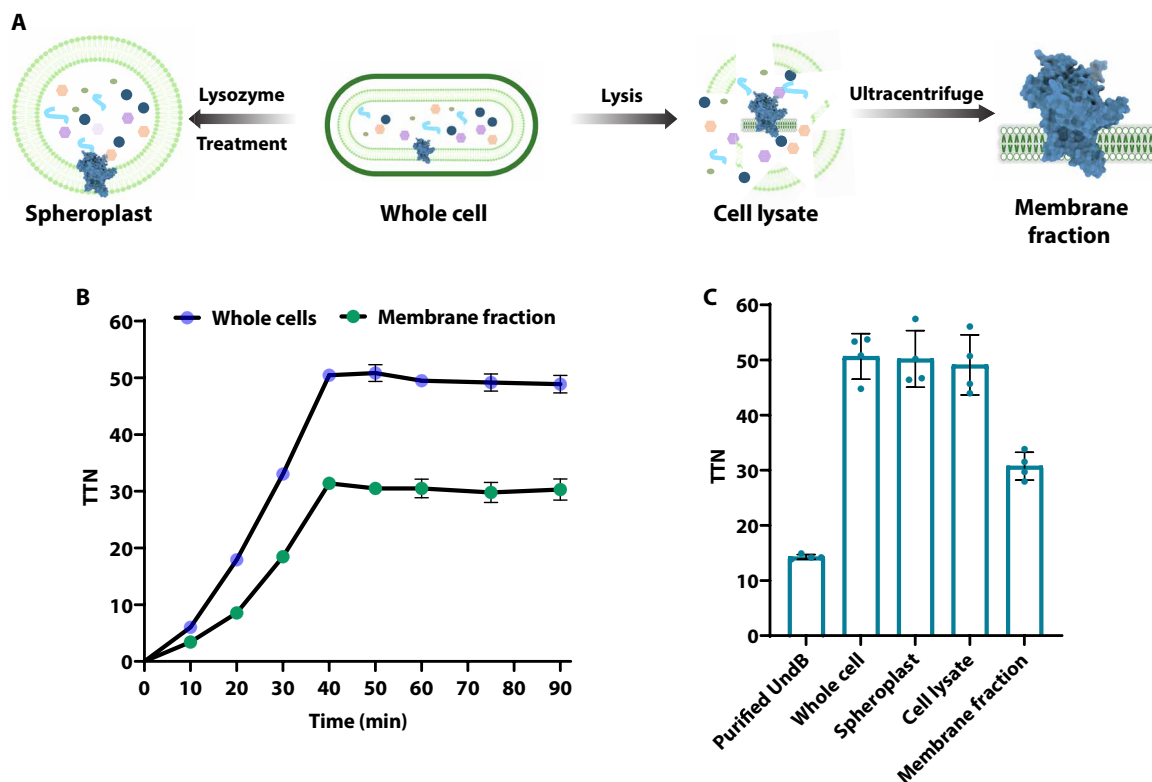 A
Lysozyme
Treatment
Lysis
Ultracentrifuge
Spheroplast
Whole cell
Cell lysate
Membrane
fraction
B
Whole cells
Membrane fraction
60
50
40
30
20
10
0
TTN
0 10 20 30 40 50 60 70 80 90
Time (min)
C
60
50
40
30
20
10
0
TTN
Purified UndB
Whole cell
Spheroplast
Cell lysate
Membrane fraction